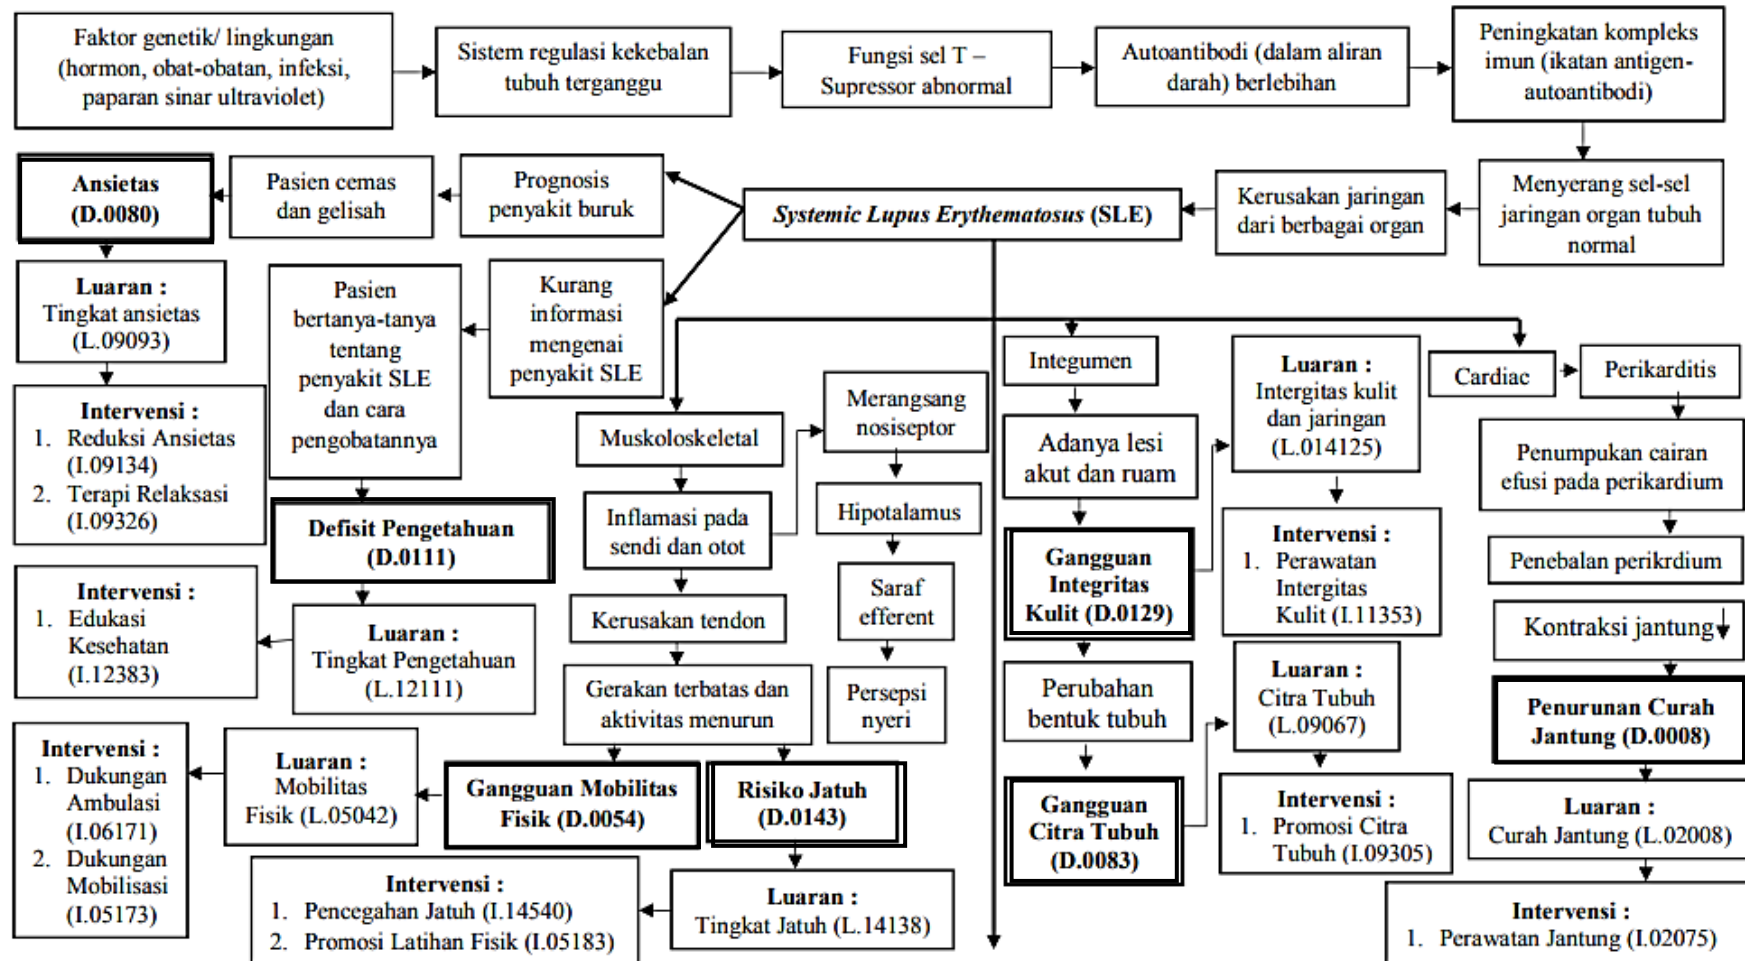 Faktor genetik/ lingkungan
(hormon, obat-obatan, infeksi,
paparan sinar ultraviolet)
Sistem regulasi kekebalan
tubuh terganggu
Fungsi sel T –
Supressor abnormal
Autoantibodi (dalam aliran
darah) berlebihan
Peningkatan kompleks
imun (ikatan antigen-
autoantibodi)
Menyerang sel-sel
jaringan organ tubuh
normal
Kerusakan jaringan
dari berbagai organ
Systemic Lupus Erythematosus (SLE)
Prognosis
penyakit buruk
Pasien cemas
dan gelisah
Ansietas
(D.0080)
Luaran :
Tingkat ansietas
(L.09093)
Intervensi :
1. Reduksi Ansietas
(I.09134)
2. Terapi Relaksasi
(I.09326)
Kurang
informasi
mengenai
penyakit SLE
Pasien
bertanya-tanya
tentang
penyakit SLE
dan cara
pengobatannya
Defisit Pengetahuan
(D.0111)
Luaran :
Tingkat Pengetahuan
(L.12111)
Intervensi :
1. Edukasi
Kesehatan
(I.12383)
Muskoloskeletal
Inflamasi pada
sendi dan otot
Merangsang
nosiseptor
Hipotalamus
Saraf
efferent
Persepsi
nyeri
Kerusakan tendon
Gerakan terbatas dan
aktivitas menurun
Gangguan Mobilitas
Fisik (D.0054)
Luaran :
Mobilitas
Fisik (L.05042)
Intervensi :
1. Dukungan
Ambulasi
(I.06171)
2. Dukungan
Mobilisasi
(I.05173)
Risiko Jatuh
(D.0143)
Luaran :
Tingkat Jatuh (L.14138)
Intervensi :
1. Pencegahan Jatuh (I.14540)
2. Promosi Latihan Fisik (I.05183)
Integumen
Adanya lesi
akut dan ruam
Gangguan
Integritas
Kulit (D.0129)
Luaran :
Intergitas kulit
dan jaringan
(L.014125)
Intervensi :
1. Perawatan
Intergitas
Kulit (I.11353)
Perubahan
bentuk tubuh
Gangguan
Citra Tubuh
(D.0083)
Luaran :
Citra Tubuh
(L.09067)
Intervensi :
1. Promosi Citra
Tubuh (I.09305)
Cardiac
Perikarditis
Penumpukan cairan
efusi pada perikardium
Penebalan perikrdium
Kontraksi jantung↓
Penurunan Curah
Jantung (D.0008)
Luaran :
Curah Jantung (L.02008)
Intervensi :
1. Perawatan Jantung (I.02075)